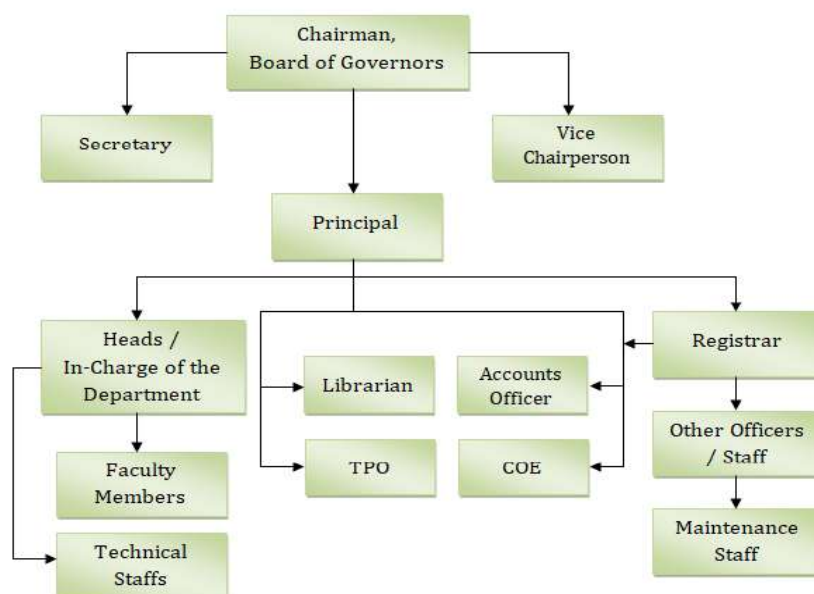 Chairman,
Board of Governors
Secretary
Vice
Chairperson
Principal
Heads /
In-Charge of the
Department
Librarian
Accounts
Officer
Registrar
TPO
COE
Other Officers
/ Staff
Faculty
Members
Technical
Staffs
Maintenance
Staff